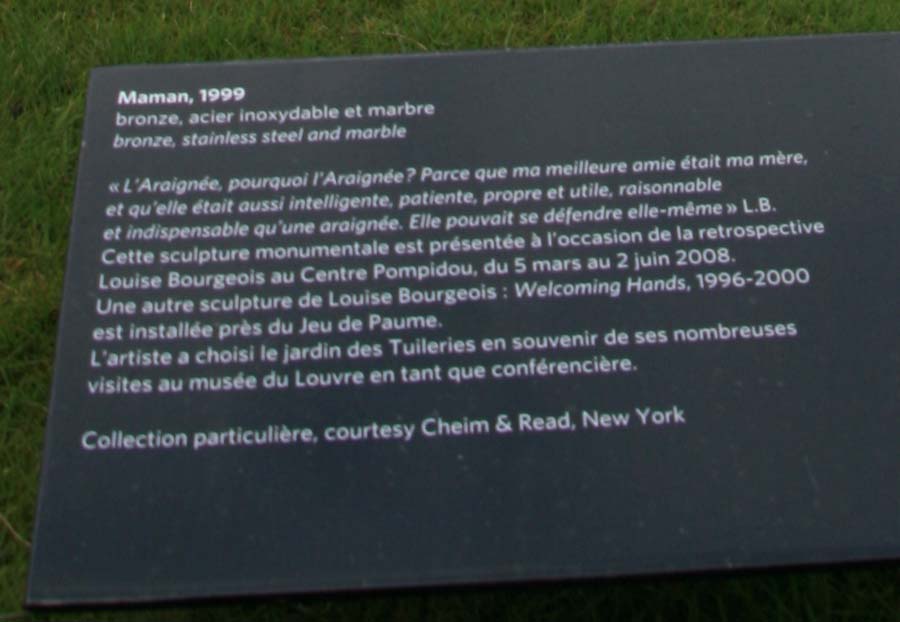 Maman, 1999
bronze, acier inoxydable et marbre
bronze, stainless steel and marble
« L'Araignée, pourquoi l'Araignée? Parce que ma meilleure amie était ma mère,
et qu'elle était aussi intelligente, patiente, propre et utile, raisonnable
et indispensable qu'une araignée. Elle pouvait se défendre elle-même » L.B.
Cette sculpture monumentale est présentée à l'occasion de la retrospective
Louise Bourgeois au Centre Pompidou, du 5 mars au 2 juin 2008.
Une autre sculpture de Louise Bourgeois : Welcoming Hands, 1996-2000
est installée près du Jeu de Paume.
L'artiste a choisi le jardin des Tuileries en souvenir de ses nombreuses
visites au musée du Louvre en tant que conférencière.
Collection particulière, courtesy Cheim & Read, New York